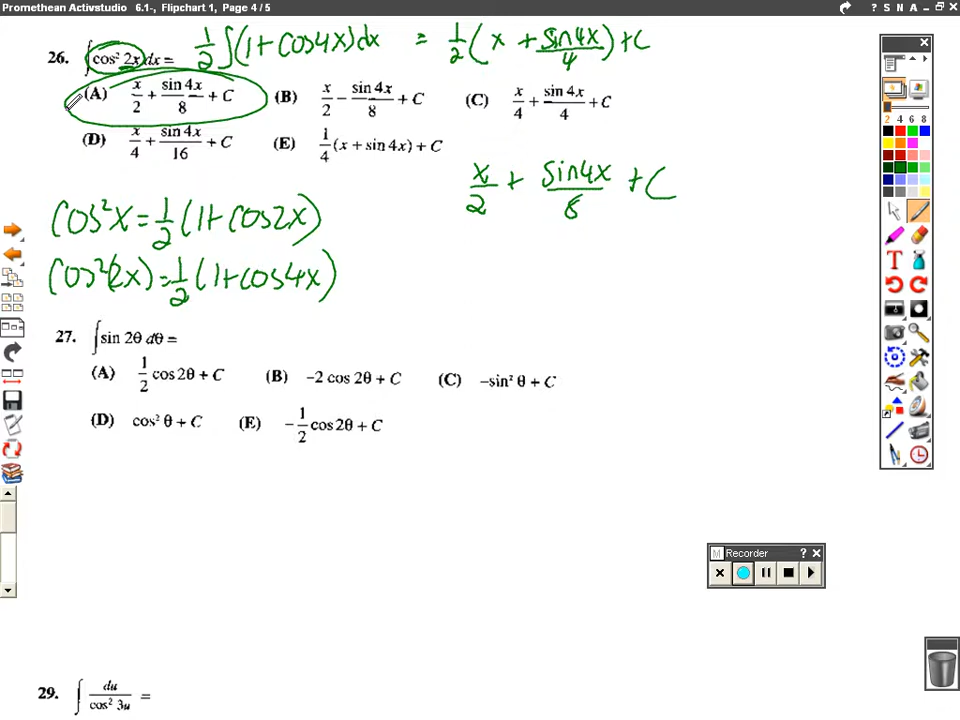 Promethean Activstudio 6.1-, Flipchart 1, Page 4 / 5 ? S N A
26. ∫cos² 2x dx = 1/2 ∫(1+cos4x)dx = 1/2 (x + sin4x/4) + C
(A) x/2 + sin 4x/8 + C (B) x/2 − sin 4x/8 + C (C) x/4 + sin 4x/4 + C
(D) x/4 + sin 4x/16 + C (E) 1/4 (x + sin 4x) + C
x/2 + sin4x/8 + C
cos²x = 1/2 (1+cos2x)
cos²(2x) = 1/2 (1+cos4x)
27. ∫sin 2θ dθ =
(A) 1/2 cos 2θ + C (B) −2 cos 2θ + C (C) −sin² θ + C
(D) cos² θ + C (E) −1/2 cos 2θ + C
29. ∫ du/cos² 3u =
2 4 6 8
T
M Recorder ?